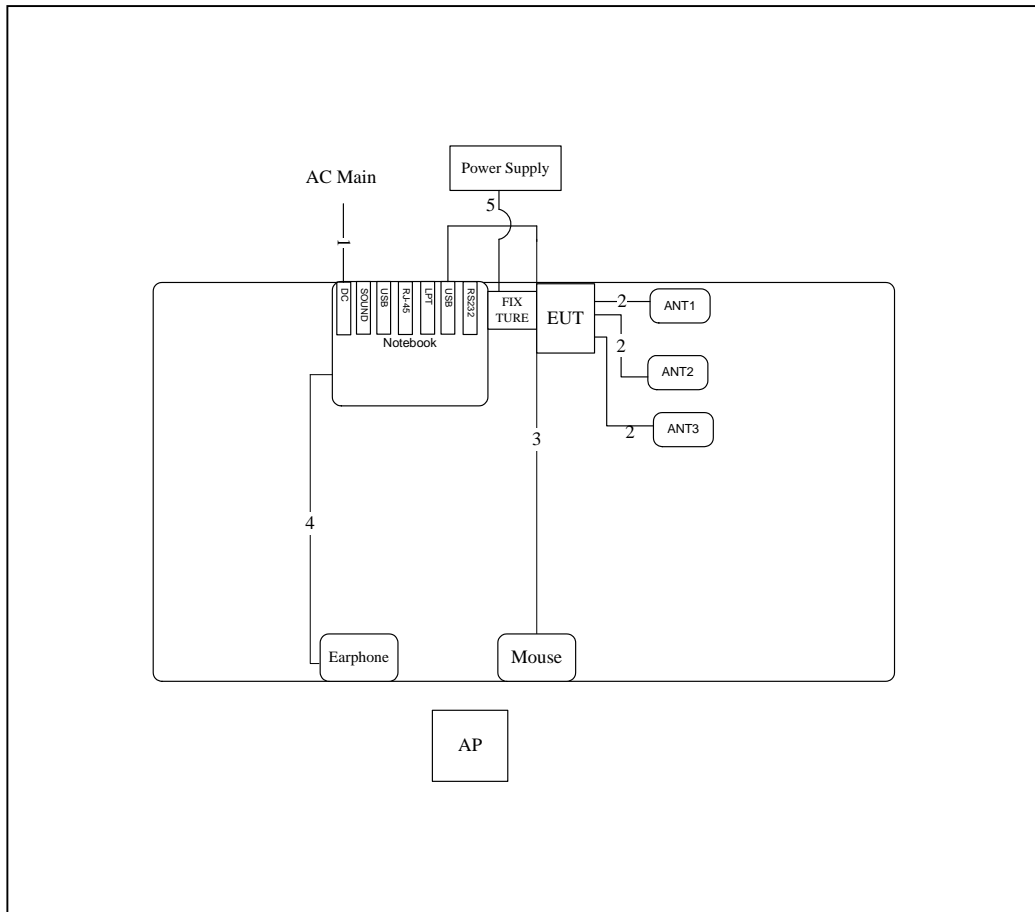 Power Supply
AC Main
5
1
DC
SOUND
USB
RJ-45
LPT
USB
RS232
FIX
TURE
EUT
2
ANT1
Notebook
2
ANT2
2
ANT3
3
4
Earphone
Mouse
AP